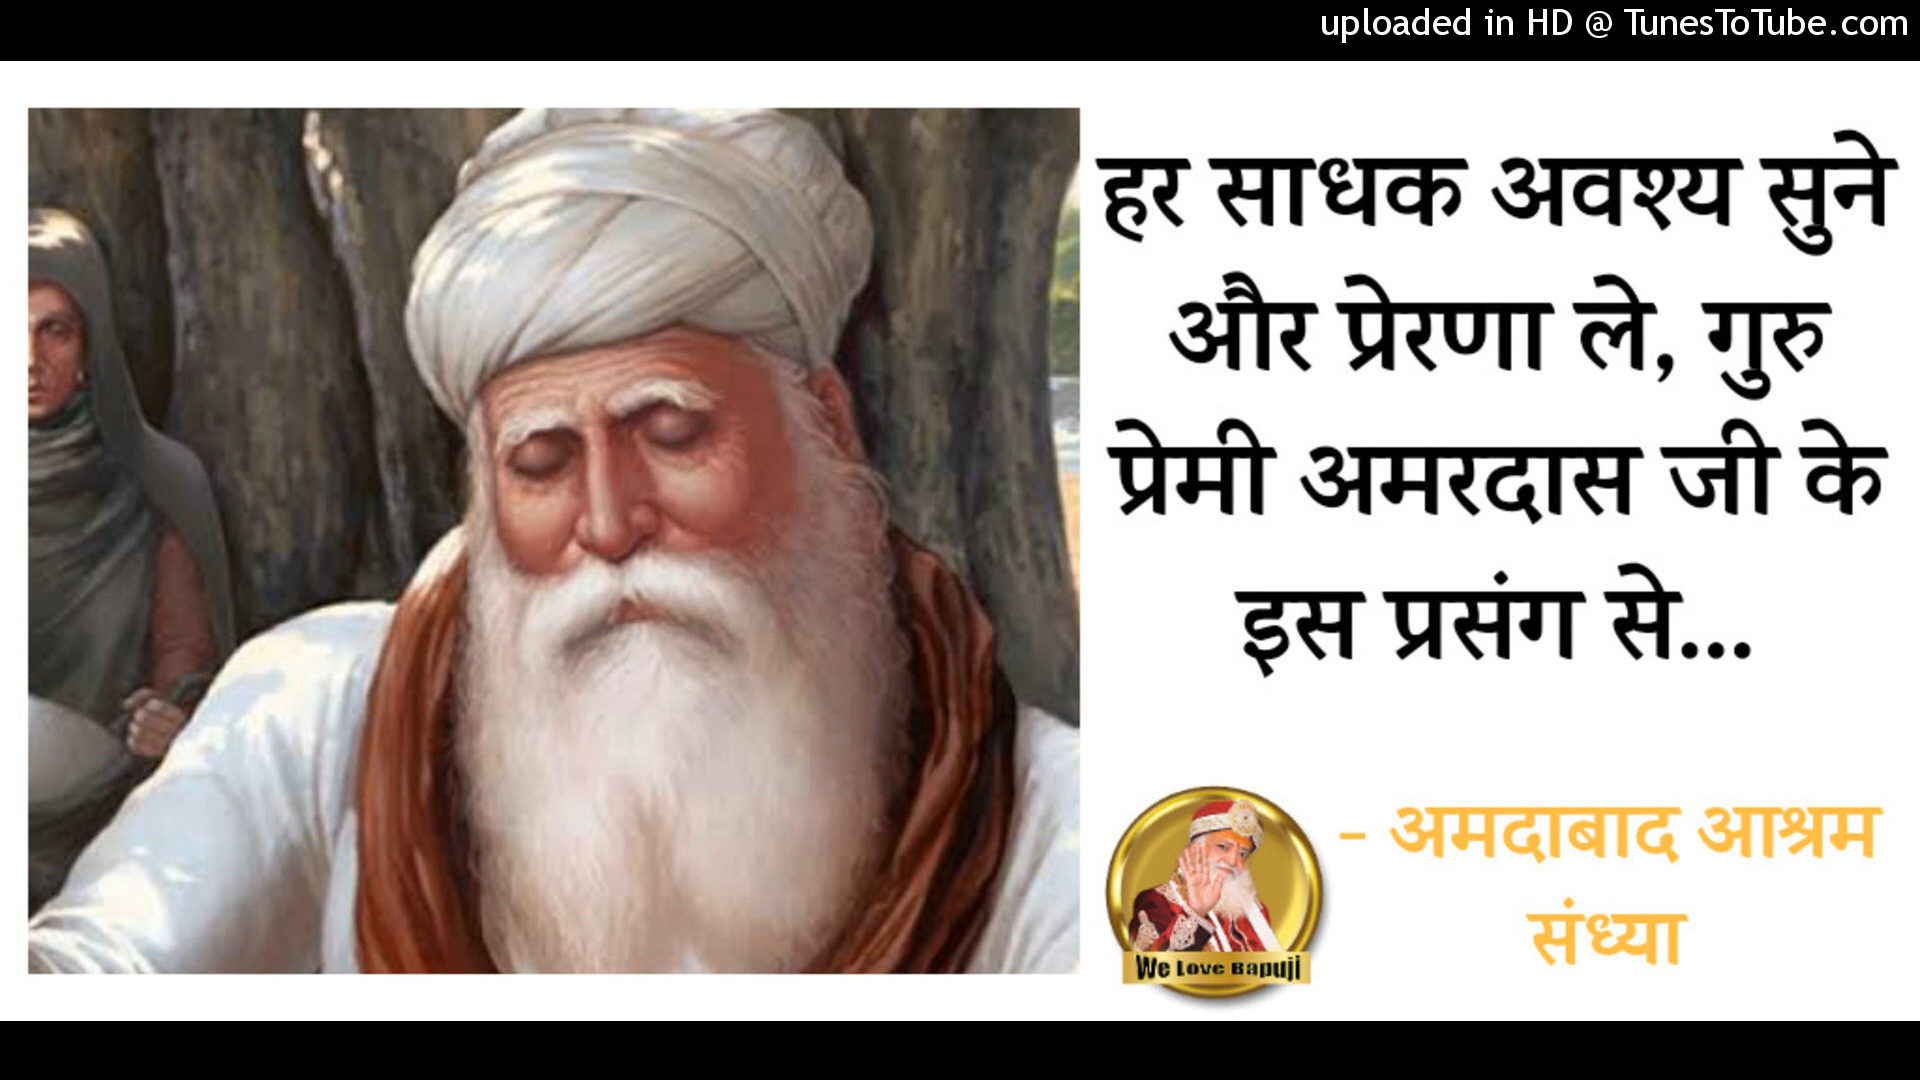 uploaded in HD @ TunesToTube.com
हर साधक अवश्य सुने
और प्रेरणा ले, गुरु
प्रेमी अमरदास जी के
इस प्रसंग से...
- अमदाबाद आश्रम
संध्या
We Love Bapuji